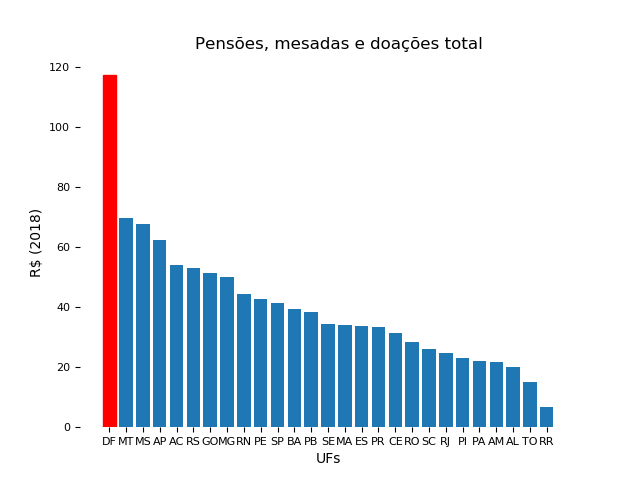 Pensões, mesadas e doações total
120
100
80
60
40
20
0
R$ (2018)
DF MT MS AP AC RS GO MG RN PE SP BA PB SE MA ES PR CE RO SC RJ PI PA AM AL TO RR
UFs